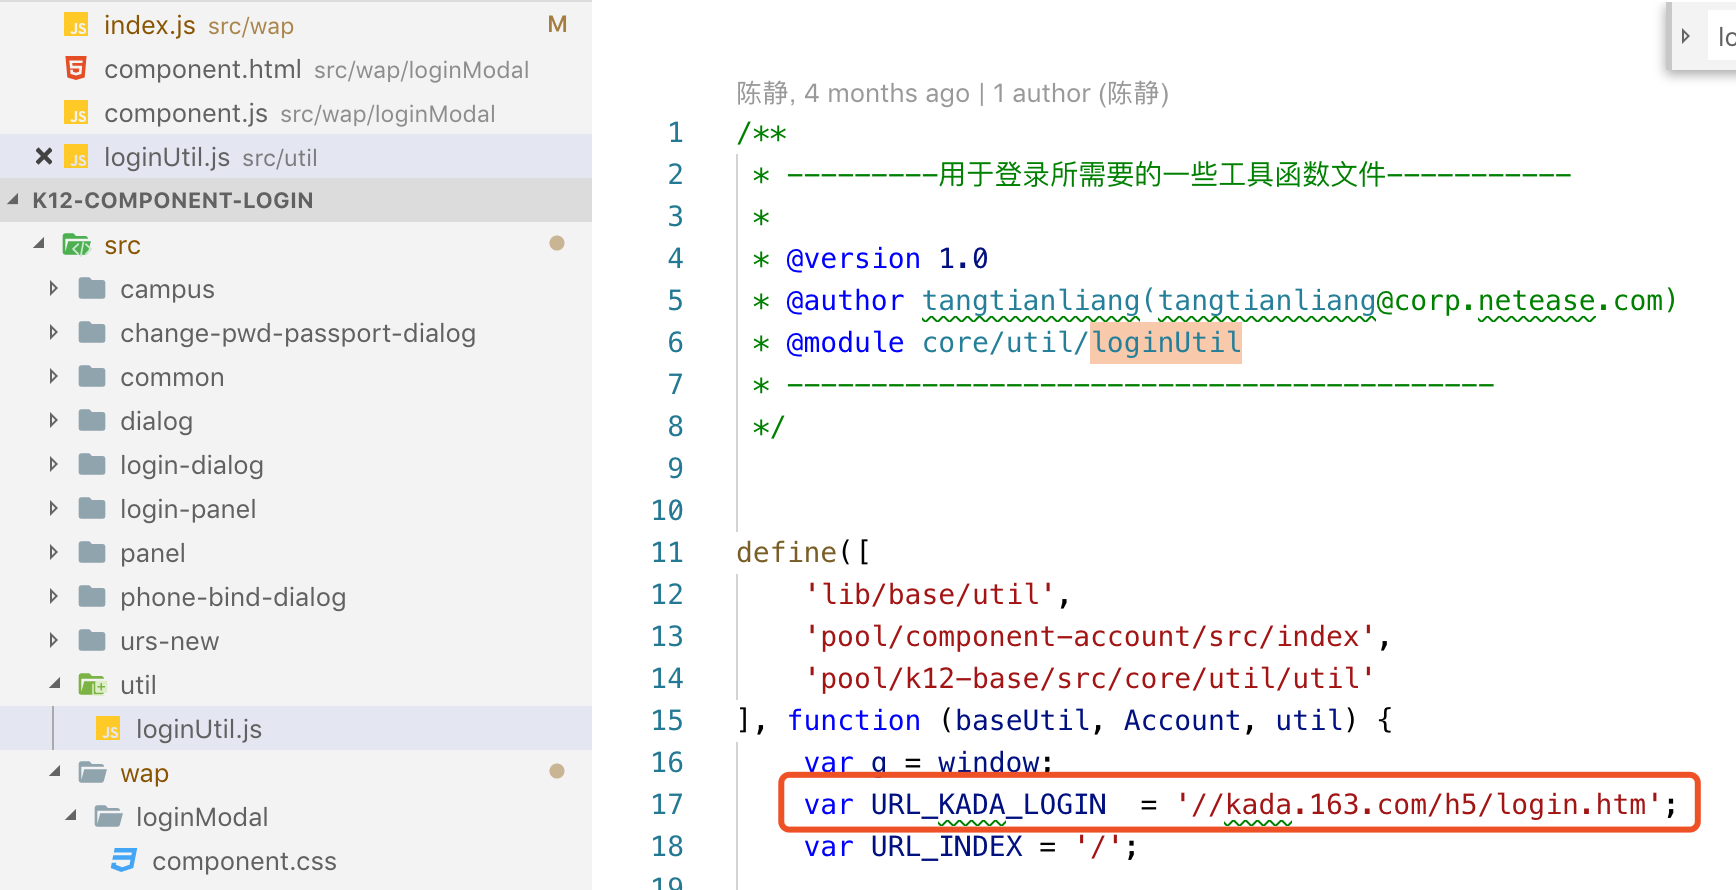 index.js src/wap M
component.html src/wap/loginModal
component.js src/wap/loginModal
loginUtil.js src/util
K12-COMPONENT-LOGIN
src
campus
change-pwd-passport-dialog
common
dialog
login-dialog
login-panel
panel
phone-bind-dialog
urs-new
util
loginUtil.js
wap
loginModal
component.css
陈静, 4 months ago | 1 author (陈静)
1 /**
2 * ---------用于登录所需要的一些工具函数文件-----------
3 *
4 * @version 1.0
5 * @author tangtianliang(tangtianliang@corp.netease.com)
6 * @module core/util/loginUtil
7 * ------------------------------------------
8 */
9
10
11 define([
12 'lib/base/util',
13 'pool/component-account/src/index',
14 'pool/k12-base/src/core/util/util'
15 ], function (baseUtil, Account, util) {
16 var g = window;
17 var URL_KADA_LOGIN = '//kada.163.com/h5/login.htm';
18 var URL_INDEX = '/';
19
lo